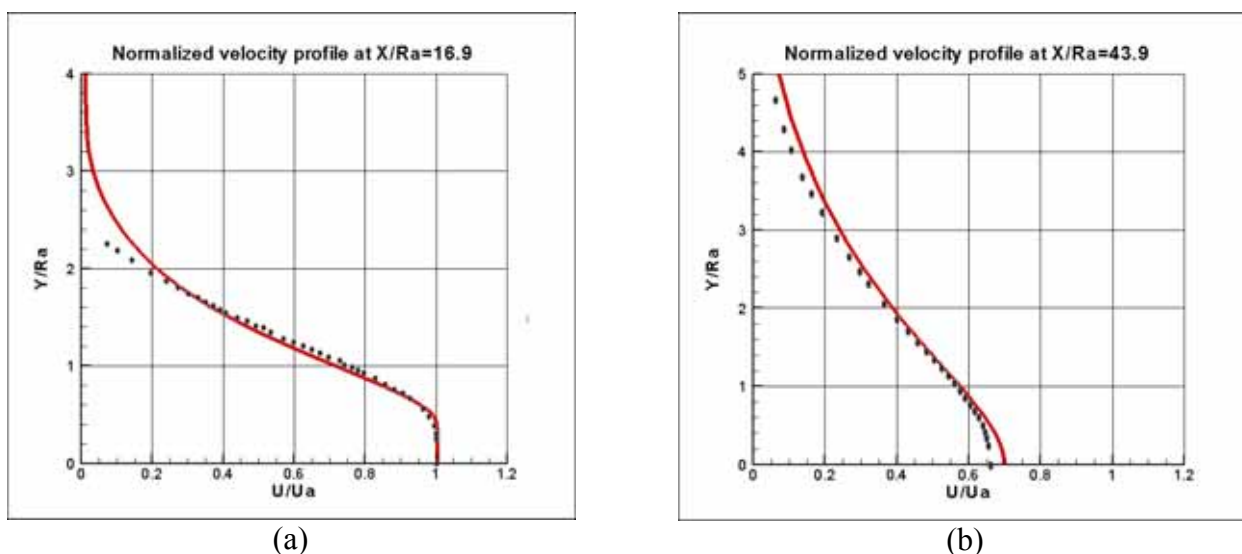 Normalized velocity profile at X/Ra=16.9
4
3
2
1
0
Y/Ra
0 0.2 0.4 0.6 0.8 1 1.2
U/Ua
(a)
Normalized velocity profile at X/Ra=43.9
5
4
3
2
1
0
Y/Ra
0 0.2 0.4 0.6 0.8 1 1.2
U/Ua
(b)